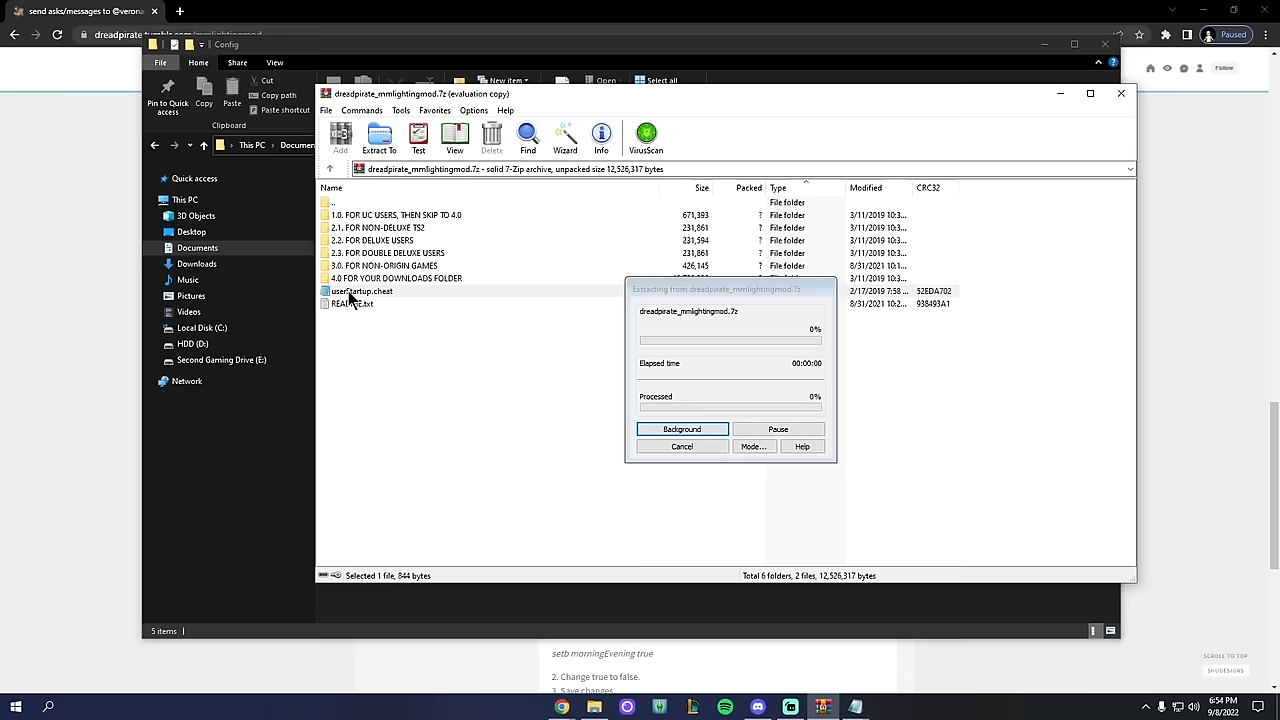 send asks/messages to @verona
dreadpirate.tumblr.com/mmlightingmod
Paused
Config
File Home Share View
Pin to Quick access
Copy
Paste
Cut
Copy path
Paste shortcut
New item
Open
Select all
Clipboard
This PC > Documen
Follow
Quick access
This PC
3D Objects
Desktop
Documents
Downloads
Music
Pictures
Videos
Local Disk (C:)
HDD (D:)
Second Gaming Drive (E:)
Network
5 items
dreadpirate_mmlightingmod.7z (evaluation copy)
File Commands Tools Favorites Options Help
Add Extract To Test View Delete Find Wizard Info VirusScan
dreadpirate_mmlightingmod.7z - solid 7-Zip archive, unpacked size 12,526,317 bytes
Name Size Packed Type Modified CRC32
.. File folder
1.0. FOR UC USERS, THEN SKIP TO 4.0 671,393 ? File folder 3/11/2019 10:3...
2.1. FOR NON-DELUXE TS2 231,861 ? File folder 3/11/2019 10:3...
2.2. FOR DELUXE USERS 231,594 ? File folder 3/11/2019 10:3...
2.3. FOR DOUBLE DELUXE USERS 231,861 ? File folder 3/11/2019 10:3...
3.0. FOR NON-ORIGIN GAMES 426,145 ? File folder 8/31/2021 10:1...
4.0 FOR YOUR DOWNLOADS FOLDER
userStartup.cheat 2/17/2019 7:58 ... 52EDA702
8/31/2021 10:2... 938493A1
Extracting from dreadpirate_mmlightingmod.7z
dreadpirate_mmlightingmod.7z
0%
Elapsed time 00:00:00
Processed 0%
Background Pause
Cancel Mode... Help
Selected 1 file, 844 bytes
Total 6 folders, 2 files, 12,526,317 bytes
setb morningEvening true
2. Change true to false.
3. Save changes
SCROLL TO TOP
SHUDESIGNS
6:54 PM
9/8/2022